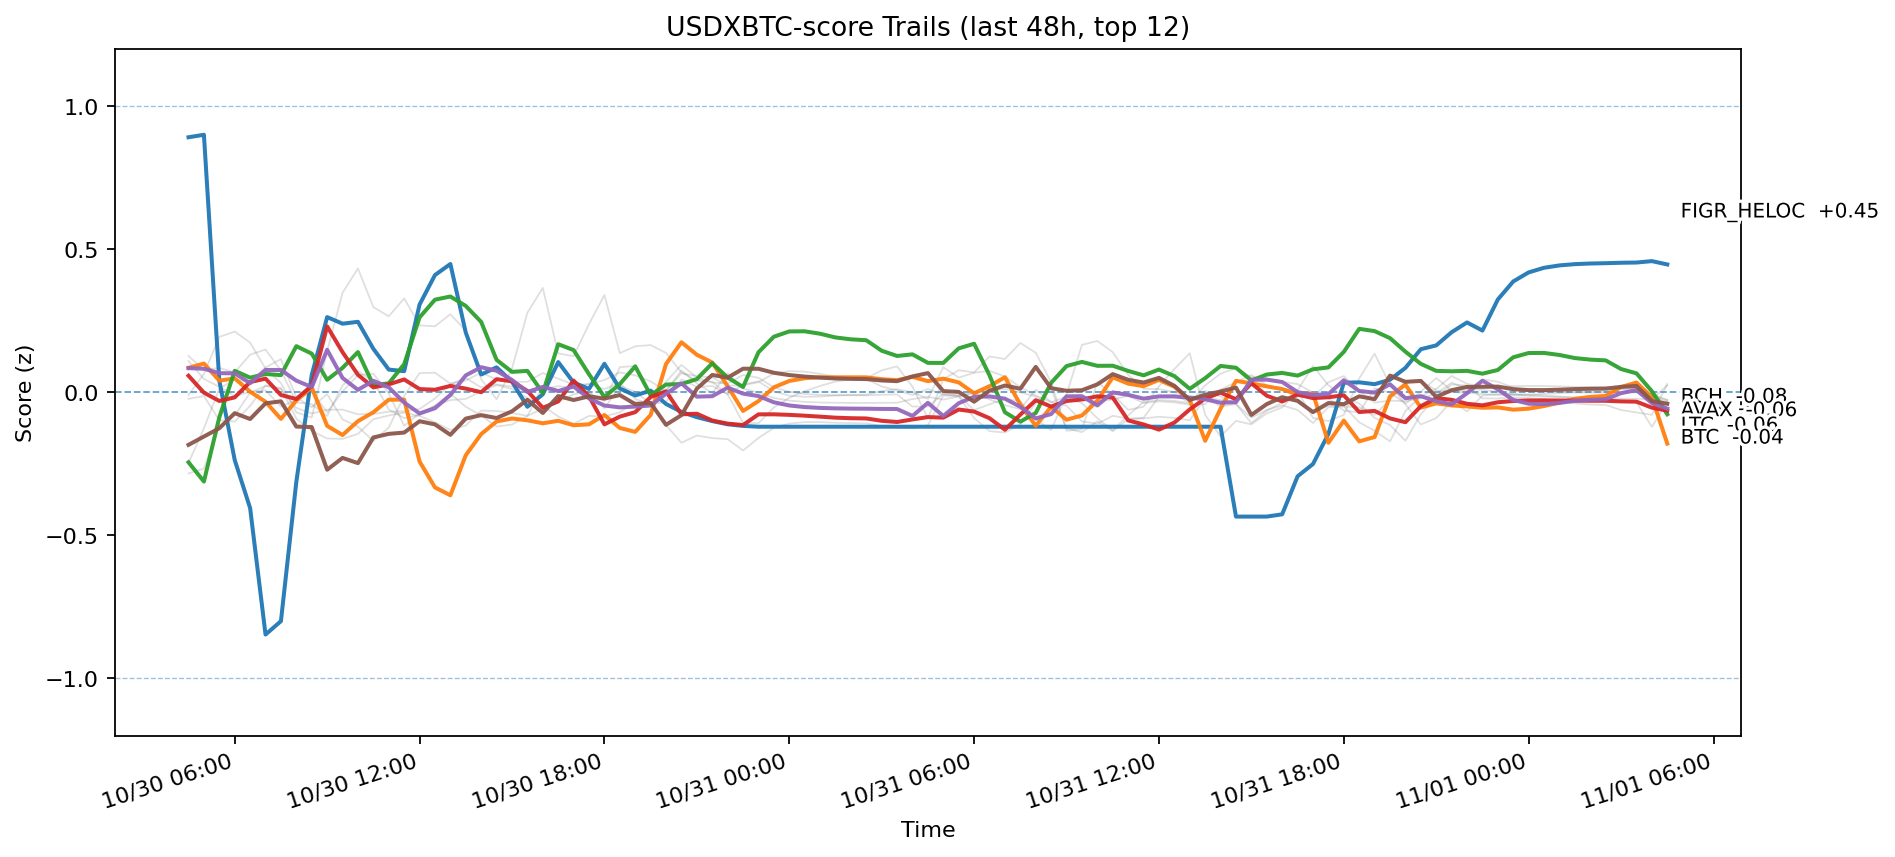 USDXBTC-score Trails (last 48h, top 12)
Score (z)
1.0
0.5
0.0
−0.5
−1.0
FIGR_HELOC +0.45
BCH -0.08
AVAX -0.06
LTC -0.06
BTC -0.04
10/30 06:00
10/30 12:00
10/30 18:00
10/31 00:00
10/31 06:00
10/31 12:00
10/31 18:00
11/01 00:00
11/01 06:00
Time